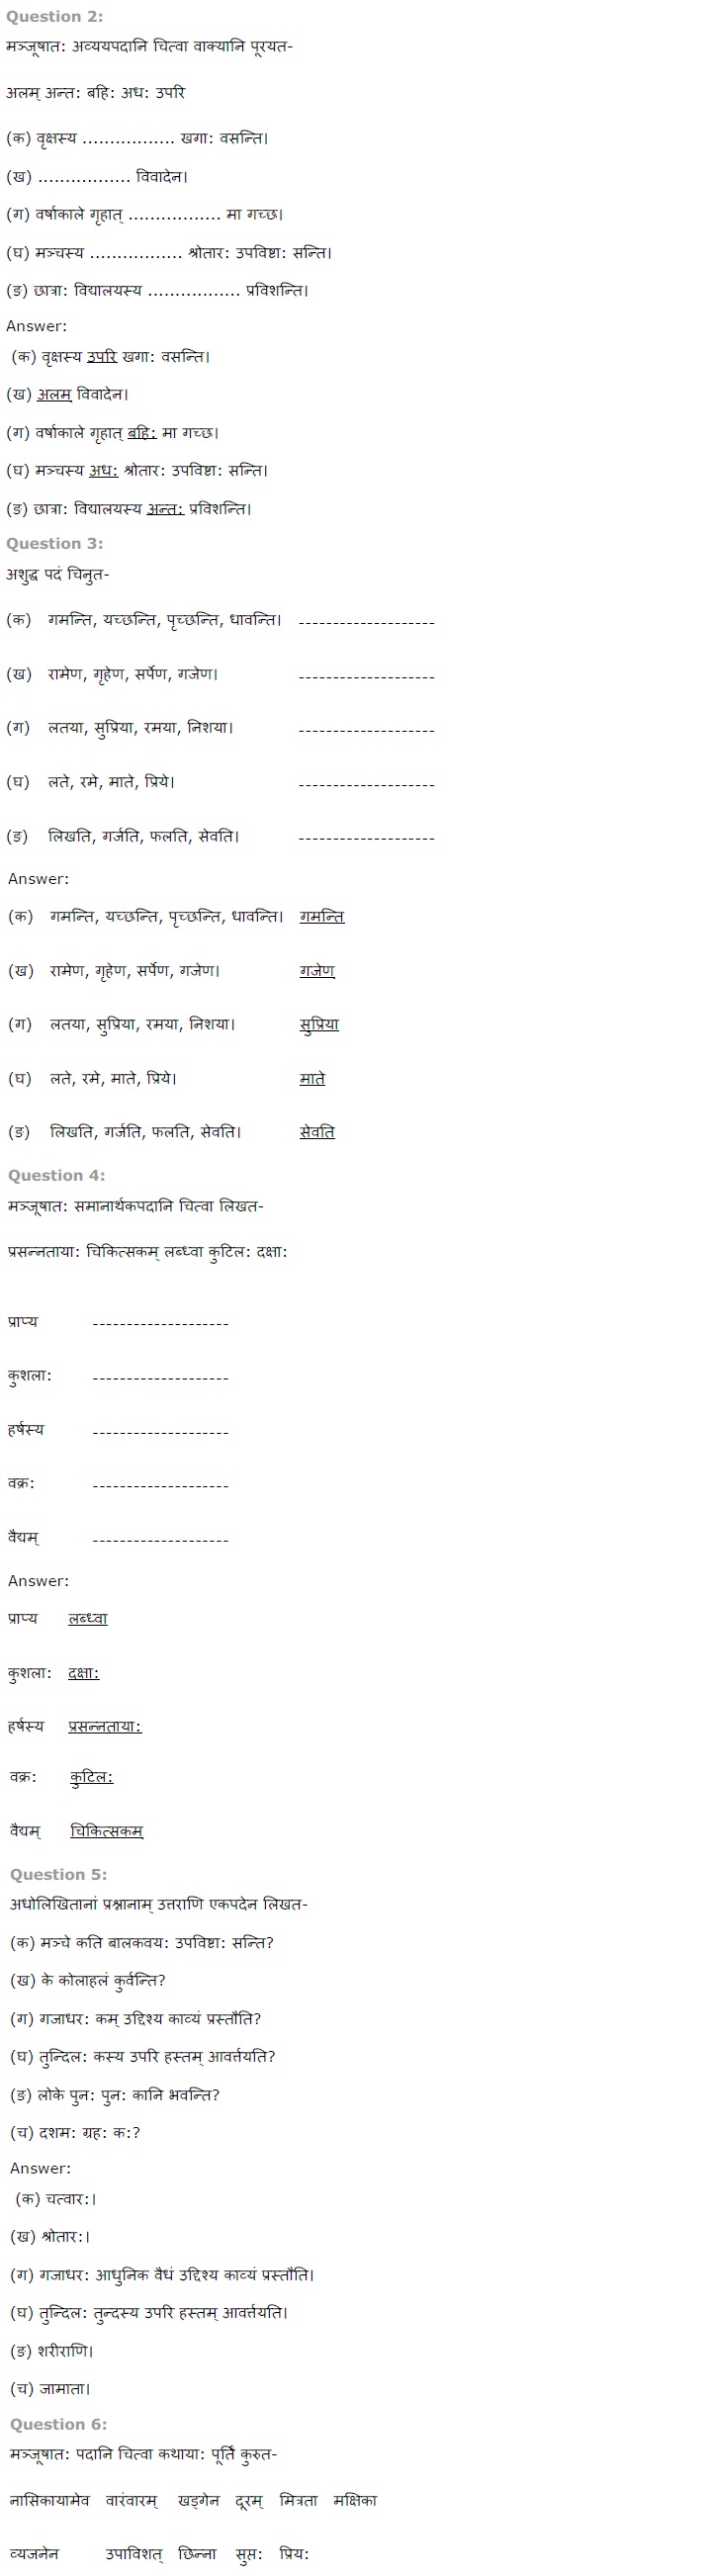 Question 2:
मञ्जूषात: अव्ययपदानि चित्वा वाक्यानि पूरयत-
अलम् अन्त: बहि: अध: उपरि
(क) वृक्षस्य ................. खगा: वसन्ति।
(ख) ................. विवादेन।
(ग) वर्षाकाले गृहात् ................. मा गच्छ।
(घ) मञ्चस्य ................. श्रोतार: उपविष्टा: सन्ति।
(ङ) छात्रा: विद्यालयस्य ................. प्रविशन्ति।
Answer:
(क) वृक्षस्य उपरि खगा: वसन्ति।
(ख) अलम् विवादेन।
(ग) वर्षाकाले गृहात् बहि: मा गच्छ।
(घ) मञ्चस्य अध: श्रोतार: उपविष्टा: सन्ति।
(ङ) छात्रा: विद्यालयस्य अन्त: प्रविशन्ति।
Question 3:
अशुद्ध पदं चिनुत-
(क) गमन्ति, यच्छन्ति, पृच्छन्ति, धावन्ति। --------------------
(ख) रामेण, गृहेण, सर्पेण, गजेण। --------------------
(ग) लतया, सुप्रिया, रमया, निशया। --------------------
(घ) लते, रमे, माते, प्रिये। --------------------
(ङ) लिखति, गर्जति, फलति, सेवति। --------------------
Answer:
(क) गमन्ति, यच्छन्ति, पृच्छन्ति, धावन्ति। गमन्ति
(ख) रामेण, गृहेण, सर्पेण, गजेण। गजेण
(ग) लतया, सुप्रिया, रमया, निशया। सुप्रिया
(घ) लते, रमे, माते, प्रिये। माते
(ङ) लिखति, गर्जति, फलति, सेवति। सेवति
Question 4:
मञ्जूषात: समानार्थकपदानि चित्वा लिखत-
प्रसन्नताया: चिकित्सकम् लब्ध्वा कुटिल: दक्षा:
प्राप्य --------------------
कुशला: --------------------
हर्षस्य --------------------
वक्र: --------------------
वैद्यम् --------------------
Answer:
प्राप्य लब्ध्वा
कुशला: दक्षा:
हर्षस्य प्रसन्नताया:
वक्र: कुटिल:
वैद्यम् चिकित्सकम्
Question 5:
अधोलिखितानां प्रश्नानाम् उत्तराणि एकपदेन लिखत-
(क) मञ्चे कति बालकवय: उपविष्टा: सन्ति?
(ख) के कोलाहलं कुर्वन्ति?
(ग) गजाधर: कम् उद्दिश्य काव्यं प्रस्तौति?
(घ) तुन्दिल: कस्य उपरि हस्तम् आवर्त्तयति?
(ङ) लोके पुन: पुन: कानि भवन्ति?
(च) दशम: ग्रह: क:?
Answer:
(क) चत्वार:।
(ख) श्रोतार:।
(ग) गजाधर: आधुनिक वैधं उद्दिश्य काव्यं प्रस्तौति।
(घ) तुन्दिल: तुन्दस्य उपरि हस्तम् आवर्त्तयति।
(ङ) शरीराणि।
(च) जामाता।
Question 6:
मञ्जूषात: पदानि चित्वा कथाया: पूर्तिं कुरुत-
नासिकायामेव वारंवारम् खड्गेन दूरम् मित्रता मक्षिका
व्यजनेन उपाविशत् छिन्ना सुप्त: प्रिय: